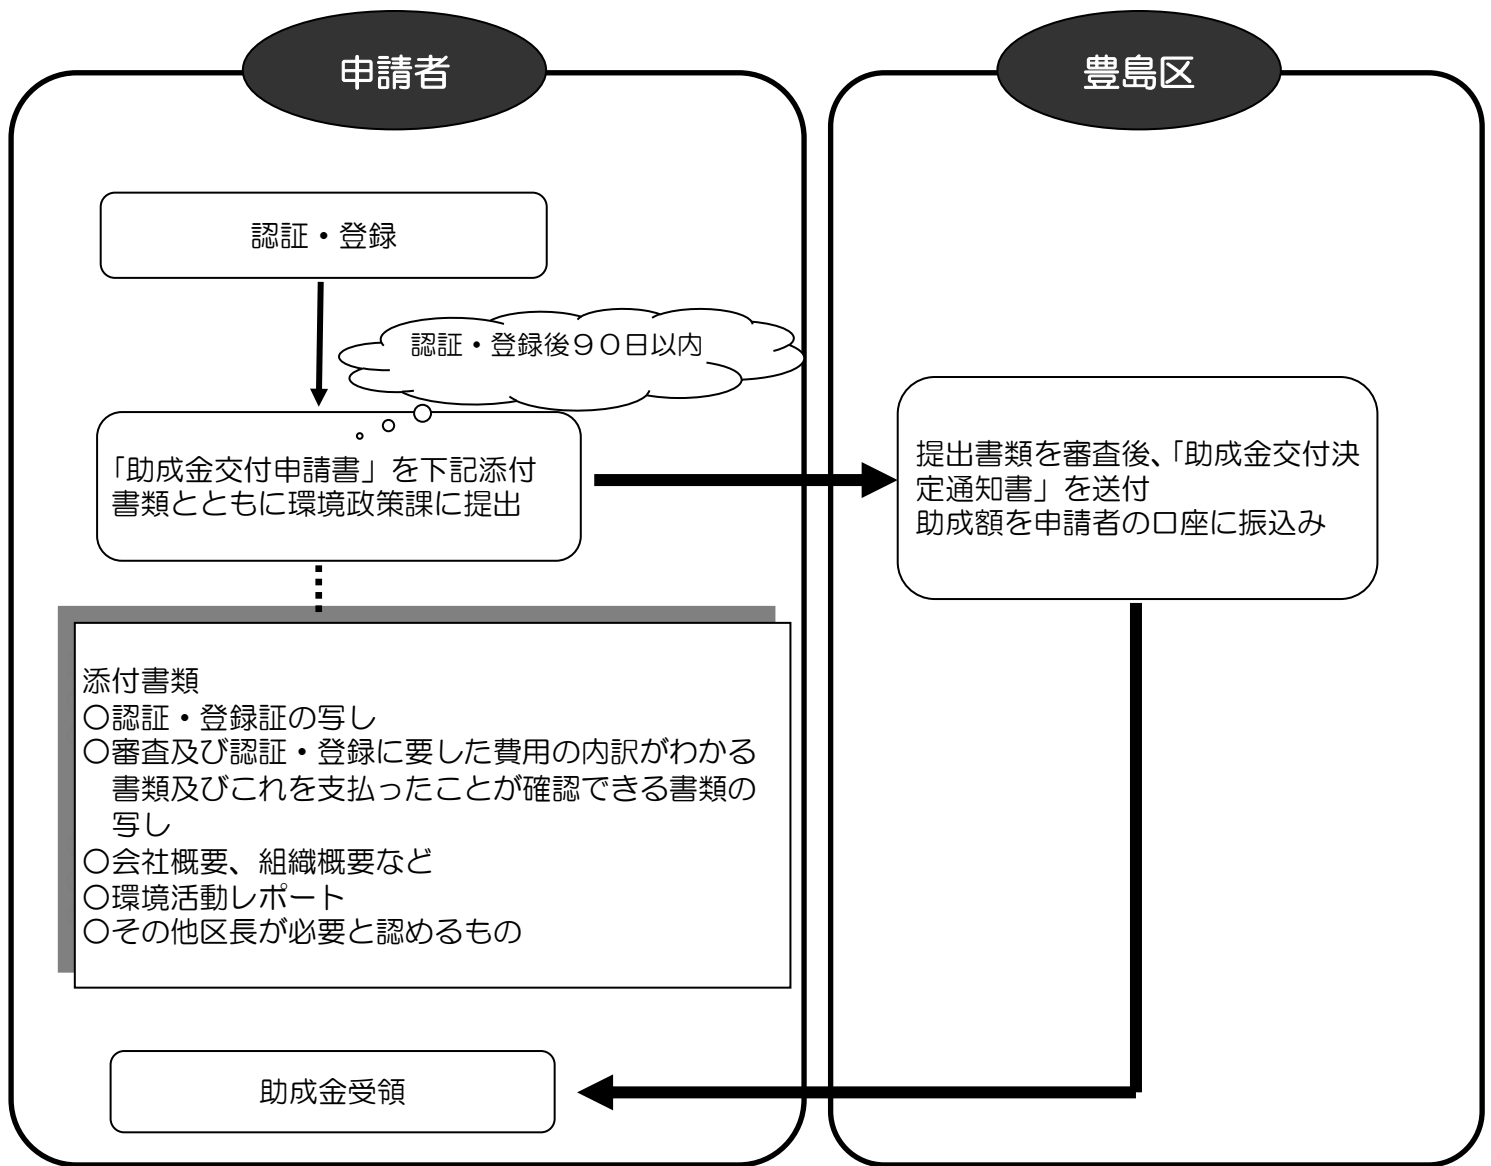 申請者
豊島区
認証・登録
認証・登録後９０日以内
「助成金交付申請書」を下記添付
書類とともに環境政策課に提出
提出書類を審査後、「助成金交付決
定通知書」を送付
助成額を申請者の口座に振込み
添付書類
〇認証・登録証の写し
〇審査及び認証・登録に要した費用の内訳がわかる
書類及びこれを支払ったことが確認できる書類の
写し
〇会社概要、組織概要など
〇環境活動レポート
〇その他区長が必要と認めるもの
助成金受領